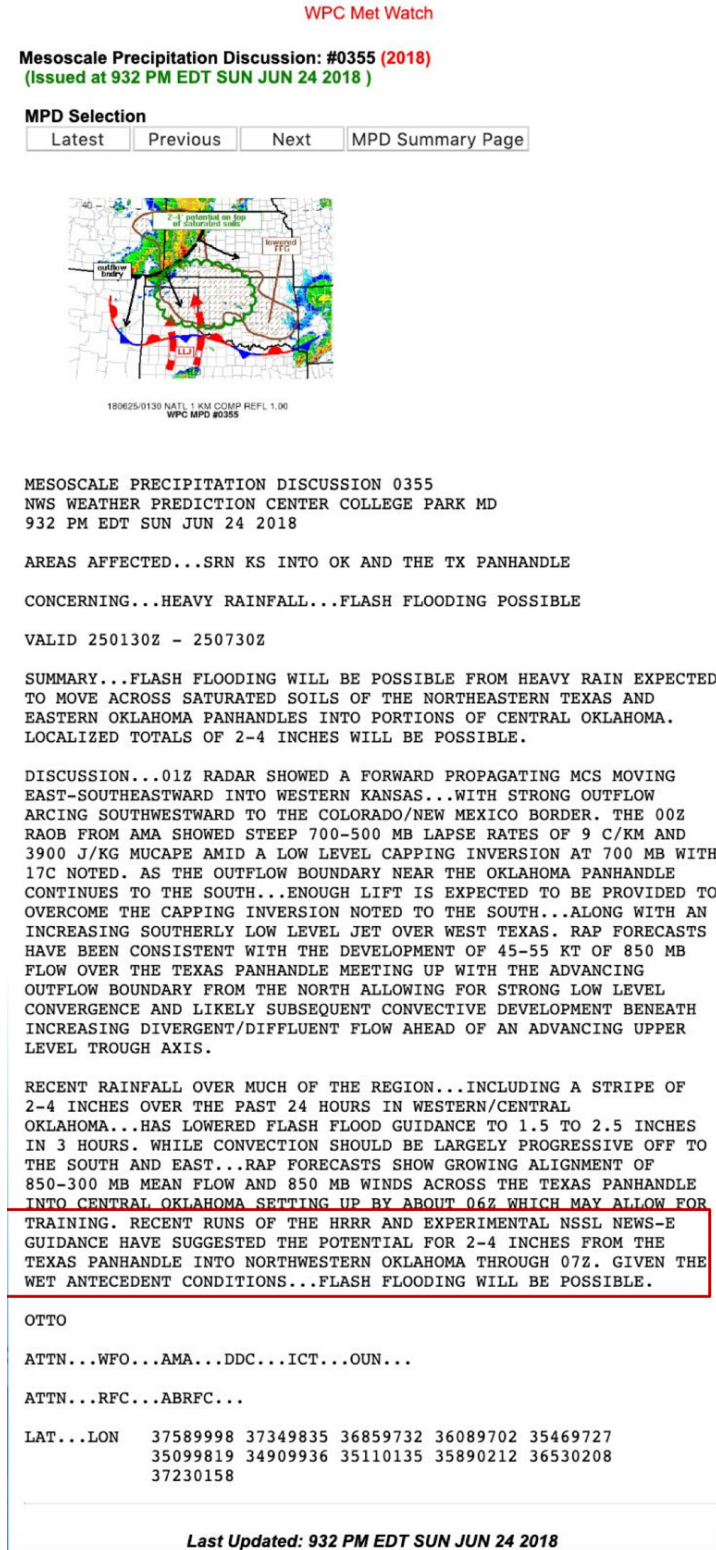 WPC Met Watch
Mesoscale Precipitation Discussion: #0355 (2018)
(Issued at 932 PM EDT SUN JUN 24 2018 )
MPD Selection
Latest Previous Next MPD Summary Page
40
2-4" potential on top
of saturated soils
lowered
FFG
outflow
bndry
LLJ
180625/0130 NATL 1 KM COMP REFL 1.00
WPC MPD #0355
MESOSCALE PRECIPITATION DISCUSSION 0355
NWS WEATHER PREDICTION CENTER COLLEGE PARK MD
932 PM EDT SUN JUN 24 2018
AREAS AFFECTED...SRN KS INTO OK AND THE TX PANHANDLE
CONCERNING...HEAVY RAINFALL...FLASH FLOODING POSSIBLE
VALID 250130Z - 250730Z
SUMMARY...FLASH FLOODING WILL BE POSSIBLE FROM HEAVY RAIN EXPECTED
TO MOVE ACROSS SATURATED SOILS OF THE NORTHEASTERN TEXAS AND
EASTERN OKLAHOMA PANHANDLES INTO PORTIONS OF CENTRAL OKLAHOMA.
LOCALIZED TOTALS OF 2-4 INCHES WILL BE POSSIBLE.
DISCUSSION...01Z RADAR SHOWED A FORWARD PROPAGATING MCS MOVING
EAST-SOUTHEASTWARD INTO WESTERN KANSAS...WITH STRONG OUTFLOW
ARCING SOUTHWESTWARD TO THE COLORADO/NEW MEXICO BORDER. THE 00Z
RAOB FROM AMA SHOWED STEEP 700-500 MB LAPSE RATES OF 9 C/KM AND
3900 J/KG MUCAPE AMID A LOW LEVEL CAPPING INVERSION AT 700 MB WITH
17C NOTED. AS THE OUTFLOW BOUNDARY NEAR THE OKLAHOMA PANHANDLE
CONTINUES TO THE SOUTH...ENOUGH LIFT IS EXPECTED TO BE PROVIDED TO
OVERCOME THE CAPPING INVERSION NOTED TO THE SOUTH...ALONG WITH AN
INCREASING SOUTHERLY LOW LEVEL JET OVER WEST TEXAS. RAP FORECASTS
HAVE BEEN CONSISTENT WITH THE DEVELOPMENT OF 45-55 KT OF 850 MB
FLOW OVER THE TEXAS PANHANDLE MEETING UP WITH THE ADVANCING
OUTFLOW BOUNDARY FROM THE NORTH ALLOWING FOR STRONG LOW LEVEL
CONVERGENCE AND LIKELY SUBSEQUENT CONVECTIVE DEVELOPMENT BENEATH
INCREASING DIVERGENT/DIFFLUENT FLOW AHEAD OF AN ADVANCING UPPER
LEVEL TROUGH AXIS.
RECENT RAINFALL OVER MUCH OF THE REGION...INCLUDING A STRIPE OF
2-4 INCHES OVER THE PAST 24 HOURS IN WESTERN/CENTRAL
OKLAHOMA...HAS LOWERED FLASH FLOOD GUIDANCE TO 1.5 TO 2.5 INCHES
IN 3 HOURS. WHILE CONVECTION SHOULD BE LARGELY PROGRESSIVE OFF TO
THE SOUTH AND EAST...RAP FORECASTS SHOW GROWING ALIGNMENT OF
850-300 MB MEAN FLOW AND 850 MB WINDS ACROSS THE TEXAS PANHANDLE
INTO CENTRAL OKLAHOMA SETTING UP BY ABOUT 06Z WHICH MAY ALLOW FOR
TRAINING. RECENT RUNS OF THE HRRR AND EXPERIMENTAL NSSL NEWS-E
GUIDANCE HAVE SUGGESTED THE POTENTIAL FOR 2-4 INCHES FROM THE
TEXAS PANHANDLE INTO NORTHWESTERN OKLAHOMA THROUGH 07Z. GIVEN THE
WET ANTECEDENT CONDITIONS...FLASH FLOODING WILL BE POSSIBLE.
OTTO
ATTN...WFO...AMA...DDC...ICT...OUN...
ATTN...RFC...ABRFC...
LAT...LON 37589998 37349835 36859732 36089702 35469727
35099819 34909936 35110135 35890212 36530208
37230158
Last Updated: 932 PM EDT SUN JUN 24 2018